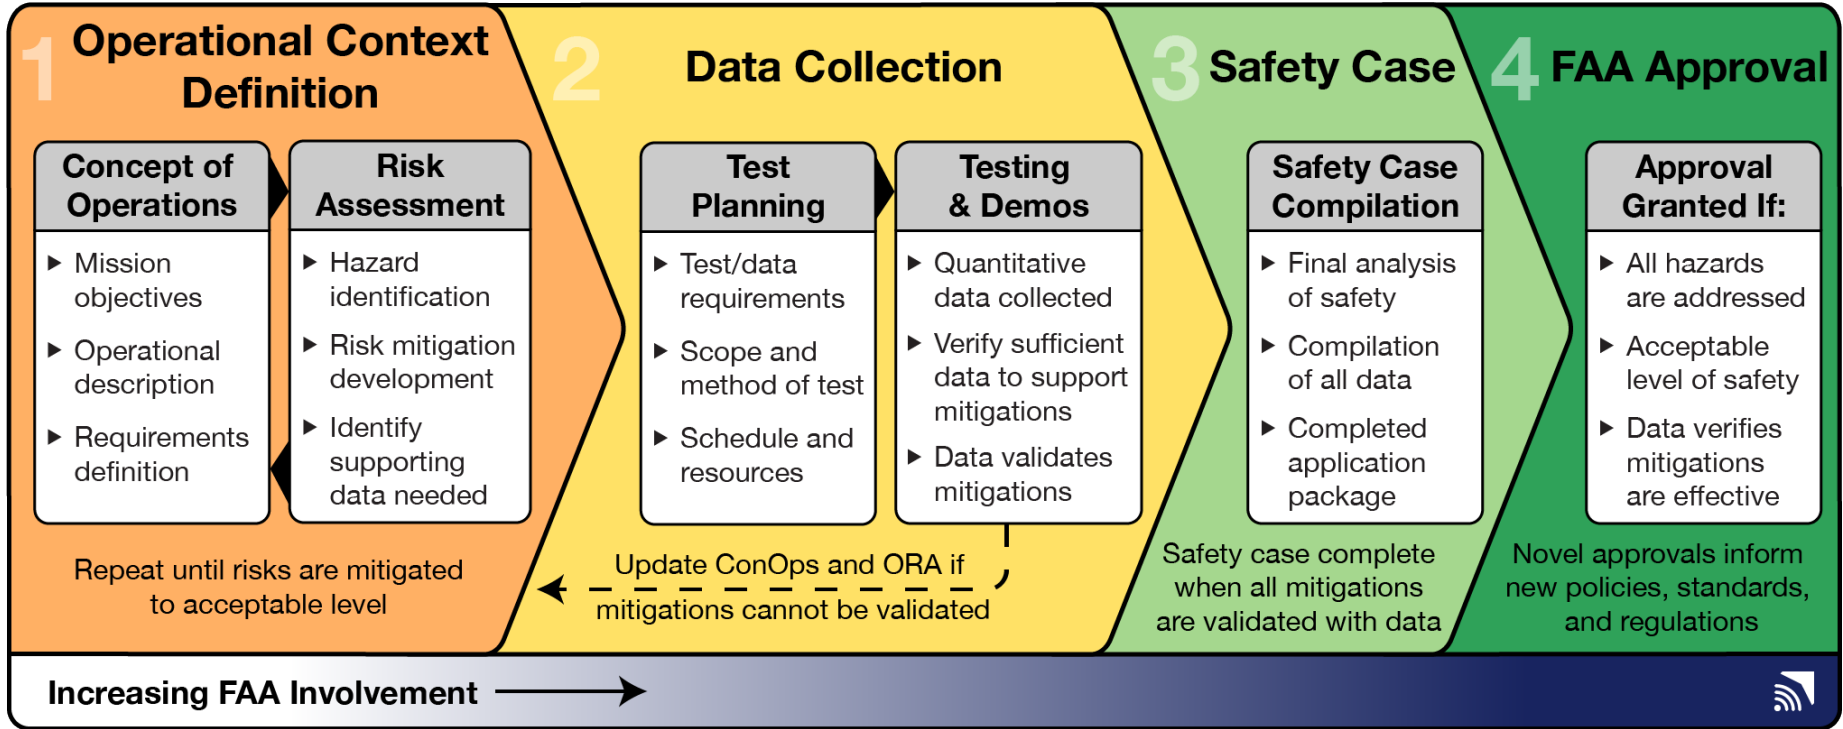 1
Operational Context
Definition
Concept of
Operations
Mission
objectives
Operational
description
Requirements
definition
Risk
Assessment
Hazard
identification
Risk mitigation
development
Identify
supporting
data needed
Repeat until risks are mitigated
to acceptable level
2
Data Collection
Test
Planning
Test/data
requirements
Scope and
method of test
Schedule and
resources
Testing
& Demos
Quantitative
data collected
Verify sufficient
data to support
mitigations
Data validates
mitigations
Update ConOps and ORA if
mitigations cannot be validated
3
Safety Case
Safety Case
Compilation
Final analysis
of safety
Compilation
of all data
Completed
application
package
Safety case complete
when all mitigations
are validated with data
4
FAA Approval
Approval
Granted If:
All hazards
are addressed
Acceptable
level of safety
Data verifies
mitigations
are effective
Novel approvals inform
new policies, standards,
and regulations
Increasing FAA Involvement